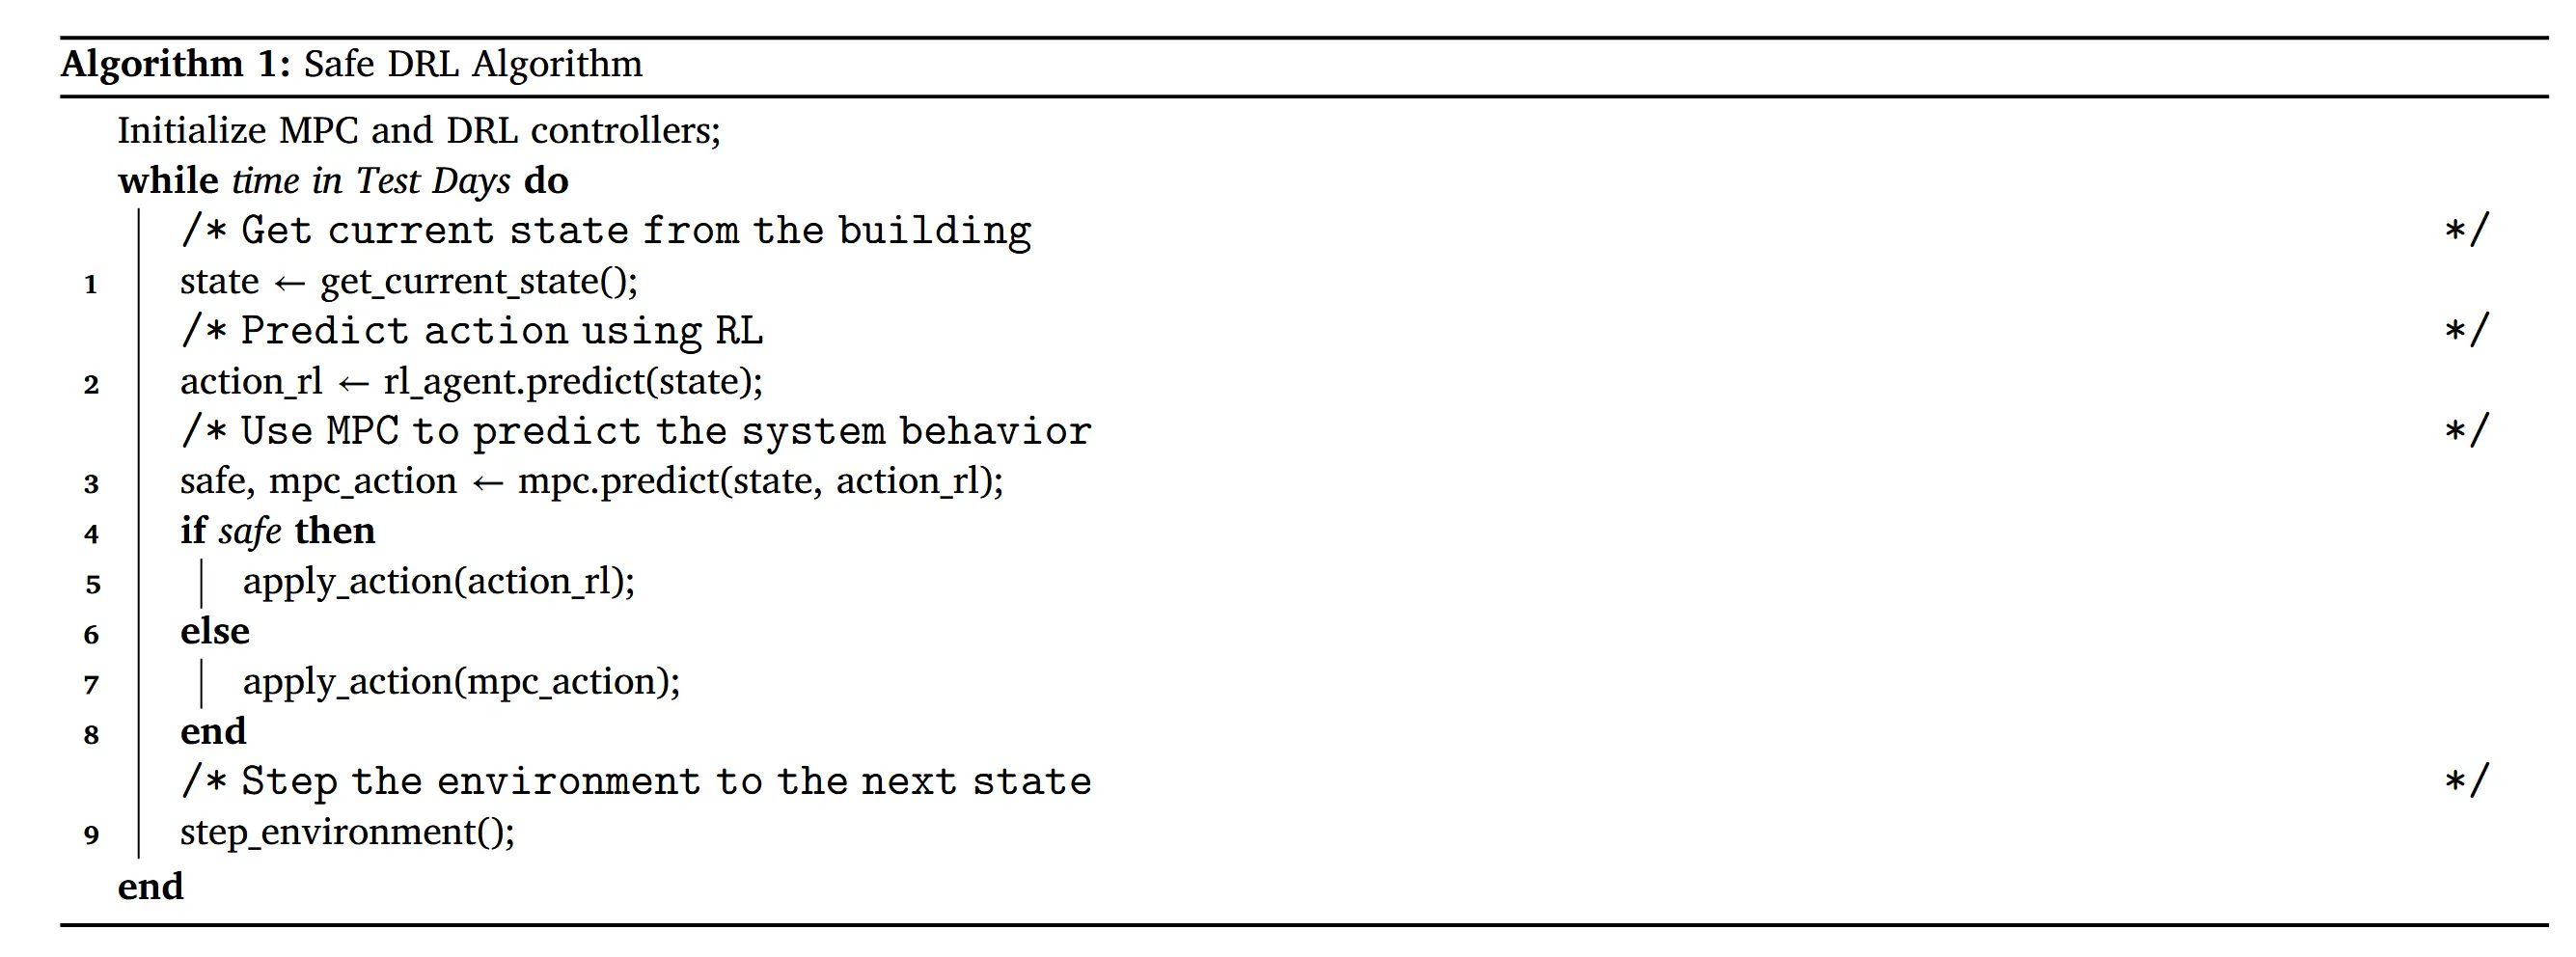 Algorithm 1: Safe DRL Algorithm
Initialize MPC and DRL controllers;
while time in Test Days do
/* Get current state from the building */
1 state ← get_current_state();
/* Predict action using RL */
2 action_rl ← rl_agent.predict(state);
/* Use MPC to predict the system behavior */
3 safe, mpc_action ← mpc.predict(state, action_rl);
4 if safe then
5 apply_action(action_rl);
6 else
7 apply_action(mpc_action);
8 end
/* Step the environment to the next state */
9 step_environment();
end